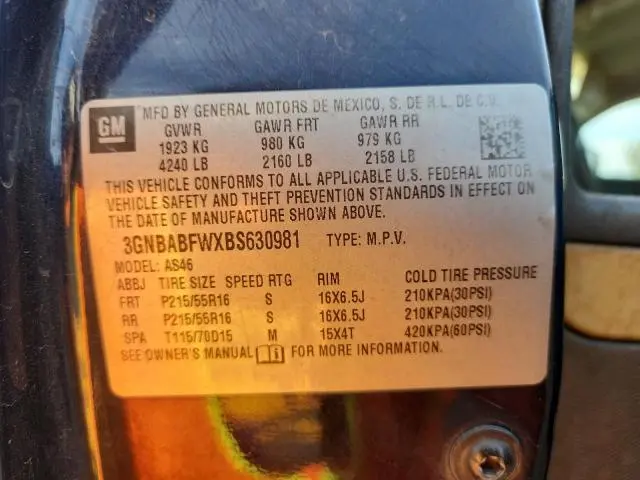 GM
MFD BY GENERAL MOTORS DE MEXICO, S. DE R.L. DE C.V.
GVWR GAWR FRT GAWR RR
1923 KG 980 KG 979 KG
4240 LB 2160 LB 2158 LB
THIS VEHICLE CONFORMS TO ALL APPLICABLE U.S. FEDERAL MOTOR
VEHICLE SAFETY AND THEFT PREVENTION STANDARDS IN EFFECT ON
THE DATE OF MANUFACTURE SHOWN ABOVE.
3GNBABFWXBS630981 TYPE: M.P.V.
MODEL: AS46
ABBJ TIRE SIZE SPEED RTG RIM COLD TIRE PRESSURE
FRT P215/55R16 S 16X6.5J 210KPA(30PSI)
RR P215/55R16 S 16X6.5J 210KPA(30PSI)
SPA T115/70D15 M 15X4T 420KPA(60PSI)
SEE OWNER'S MANUAL FOR MORE INFORMATION.